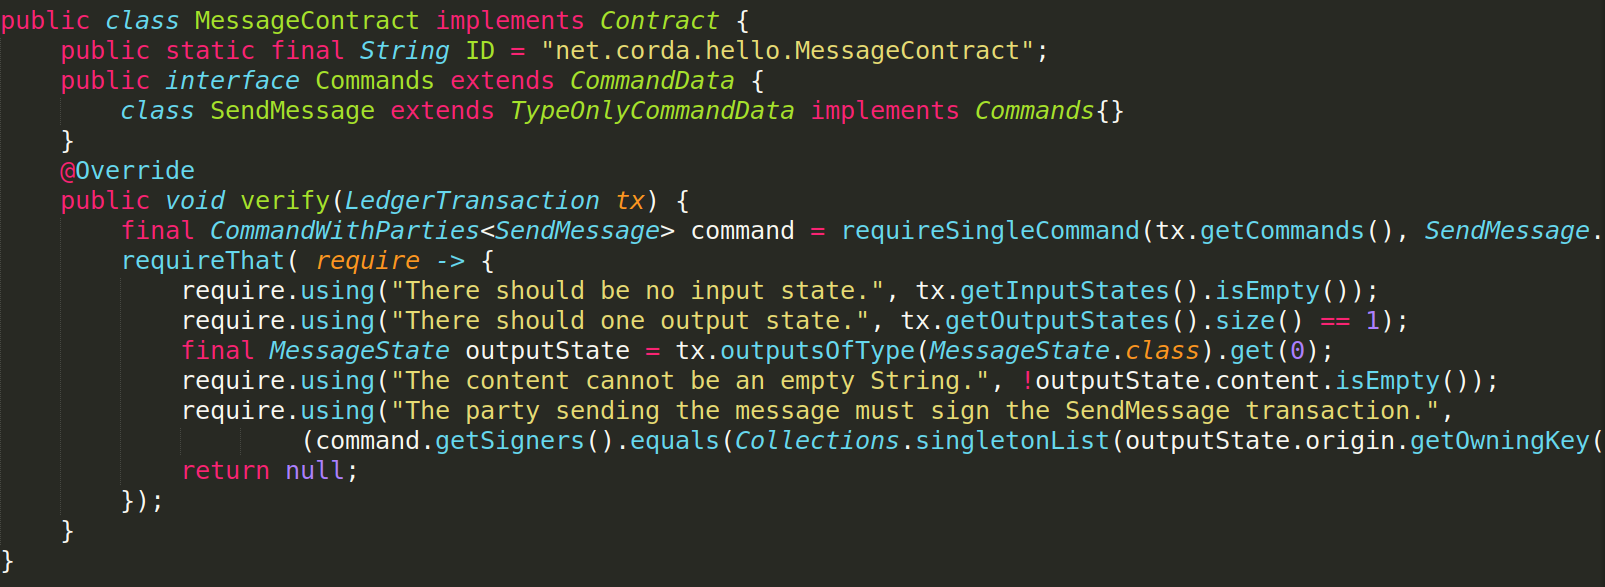 public class MessageContract implements Contract {
    public static final String ID = "net.corda.hello.MessageContract";
    public interface Commands extends CommandData {
        class SendMessage extends TypeOnlyCommandData implements Commands{}
    }
    @Override
    public void verify(LedgerTransaction tx) {
        final CommandWithParties<SendMessage> command = requireSingleCommand(tx.getCommands(), SendMessage.
        requireThat( require -> {
            require.using("There should be no input state.", tx.getInputStates().isEmpty());
            require.using("There should one output state.", tx.getOutputStates().size() == 1);
            final MessageState outputState = tx.outputsOfType(MessageState.class).get(0);
            require.using("The content cannot be an empty String.", !outputState.content.isEmpty());
            require.using("The party sending the message must sign the SendMessage transaction.",
                    (command.getSigners().equals(Collections.singletonList(outputState.origin.getOwningKey(
            return null;
        });
    }
}